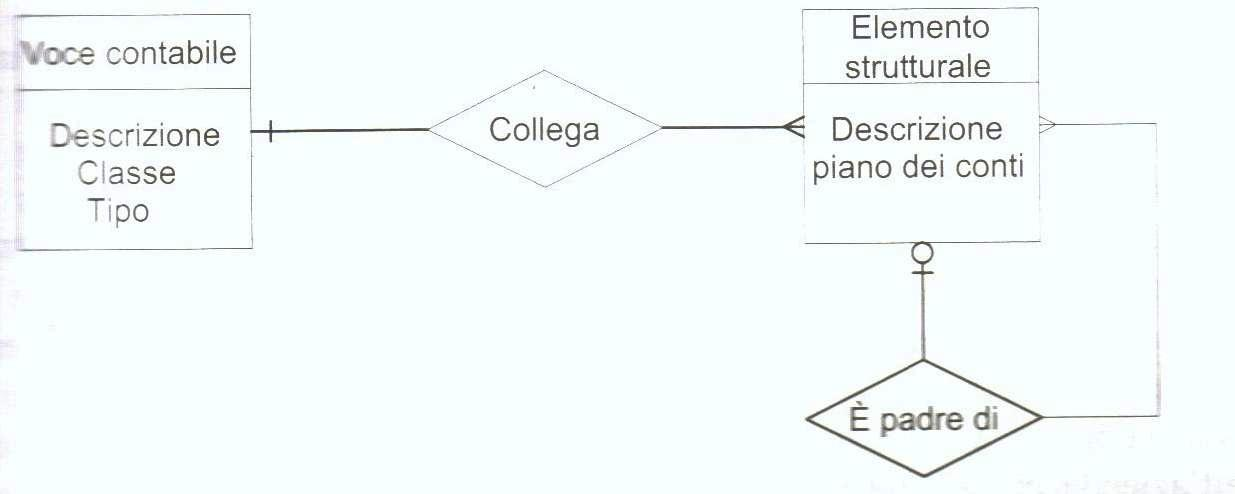 Voce contabile
Descrizione
Classe
Tipo
Collega
Elemento
strutturale
Descrizione
piano dei conti
È padre di